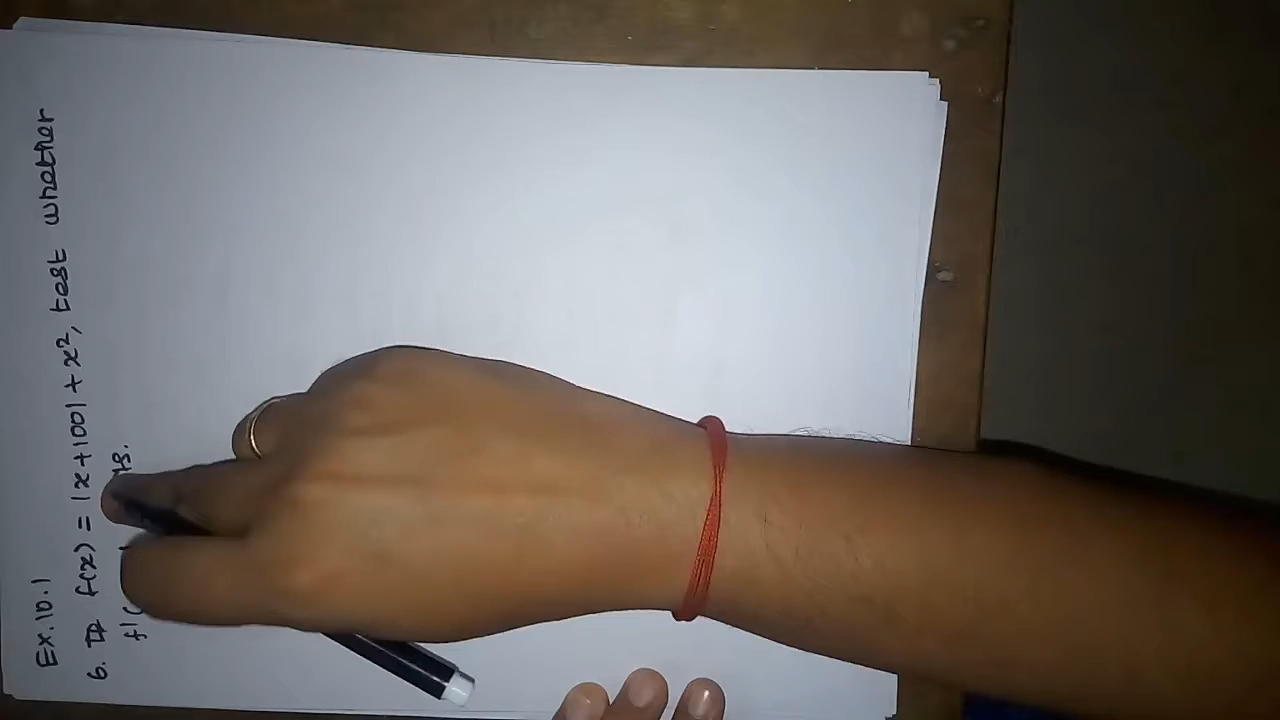 Ex.10.1
6. If f(x) = |x+100| + x², test whether
f'(